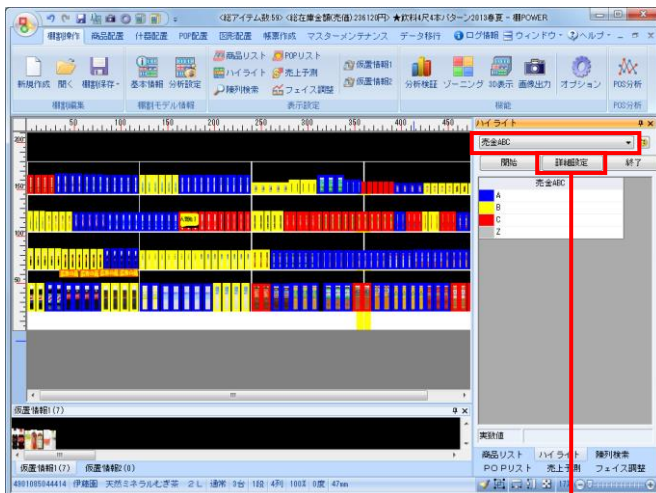 <総アイテム数:59> <総在庫金額(売価):236120円> ★飲料4尺4本パターン2013春夏 - 棚POWER
棚割操作 商品配置 什器配置 POP配置 図形配置 帳票作成 マスターメンテナンス データ移行 ログ情報 ウィンドウ ヘルプ
商品リスト POPリスト 仮置情報1
ハイライト 売上予測 仮置情報2
陳列検索 フェイス調整
新規作成 開く 棚割保存 基本情報 分析設定 分析検証 ゾーニング 3D表示 画像出力 オプション POS分析
棚割編集 棚割モデル情報 表示設定 機能 POS分析
50 100 150 200 250 300 350 400 450
200
150
100
50
ハイライト
売金ABC
開始 詳細設定 終了
売金ABC
A
B
C
Z
実数値
商品リスト ハイライト 陳列検索
POPリスト 売上予測 フェイス調整
仮置情報1(7)
仮置情報1(7) 仮置情報2(0)
4901085044414 伊藤園 天然ミネラルむぎ茶 2L 通常 3台 1段 4列 100% 0度 47mm